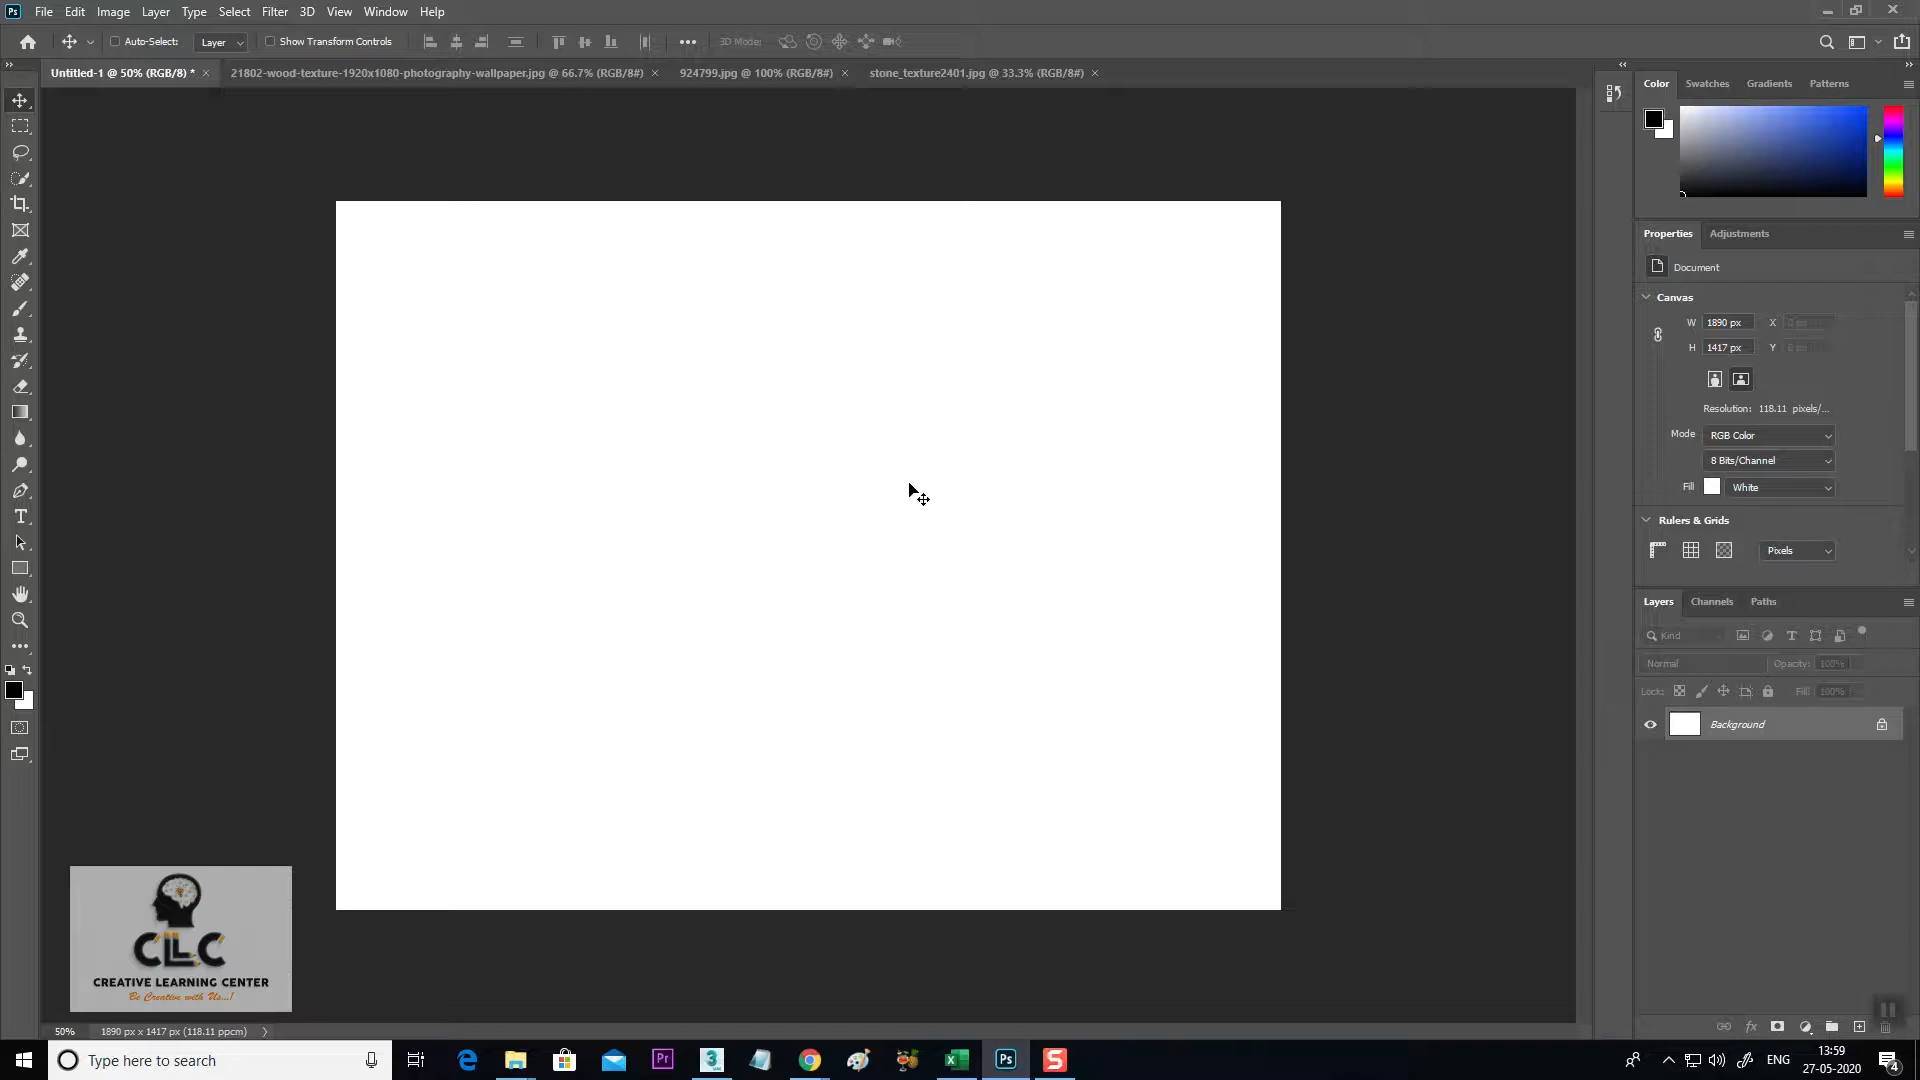 Ps File Edit Image Layer Type Select Filter 3D View Window Help
Auto-Select: Layer Show Transform Controls 3D Mode:
Untitled-1 @ 50% (RGB/8) * 21802-wood-texture-1920x1080-photography-wallpaper.jpg @ 66.7% (RGB/8#) 924799.jpg @ 100% (RGB/8#) stone_texture2401.jpg @ 33.3% (RGB/8#)
Color Swatches Gradients Patterns
Properties Adjustments
Document
Canvas
W 1890 px X
H 1417 px Y
Resolution: 118.11 pixels/...
Mode RGB Color
8 Bits/Channel
Fill White
Rulers & Grids
Pixels
Layers Channels Paths
Kind
Normal Opacity: 100%
Lock: Fill: 100%
Background
CLC
CREATIVE LEARNING CENTER
Be Creative with Us...!
50% 1890 px x 1417 px (118.11 ppcm)
Type here to search
Pr
3
X
Ps
S
ENG
13:59
27-05-2020
4